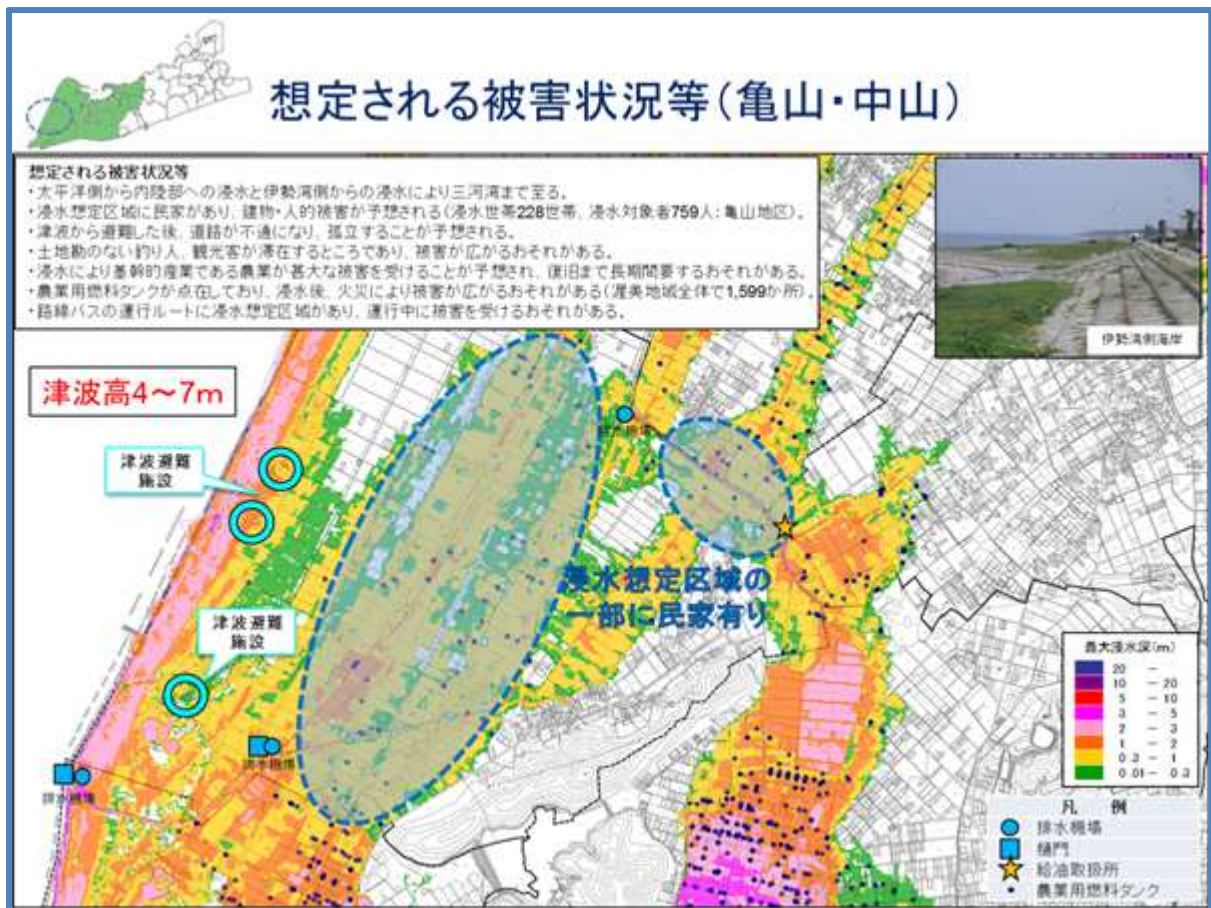 想定される被害状況等(亀山・中山)
想定される被害状況等
・太平洋側から内陸部への浸水と伊勢湾側からの浸水により三河湾まで至る。
・浸水想定区域に民家があり、建物・人的被害が予想される(浸水世帯228世帯、浸水対象者759人:亀山地区)。
・津波から避難した後、道路が不通になり、孤立することが予想される。
・土地勘のない釣り人、観光客が滞在するところであり、被害が広がるおそれがある。
・浸水により基幹的産業である農業が甚大な被害を受けることが予想され、復旧まで長期間要するおそれがある。
・農業用燃料タンクが点在しており、浸水後、火災により被害が広がるおそれがある(渥美地域全体で1,599か所)。
・路線バスの運行ルートに浸水想定区域があり、運行中に被害を受けるおそれがある。
伊勢湾側海岸
津波高4～7m
排水機場
津波避難
施設
浸水想定区域の
一部に民家有り
津波避難
施設
排水機場
排水機場
最大浸水深(m)
20 -
10 - 20
5 - 10
3 - 5
2 - 3
1 - 2
0.3 - 1
0.01 - 0.3
凡 例
排水機場
樋門
給油取扱所
農業用燃料タンク